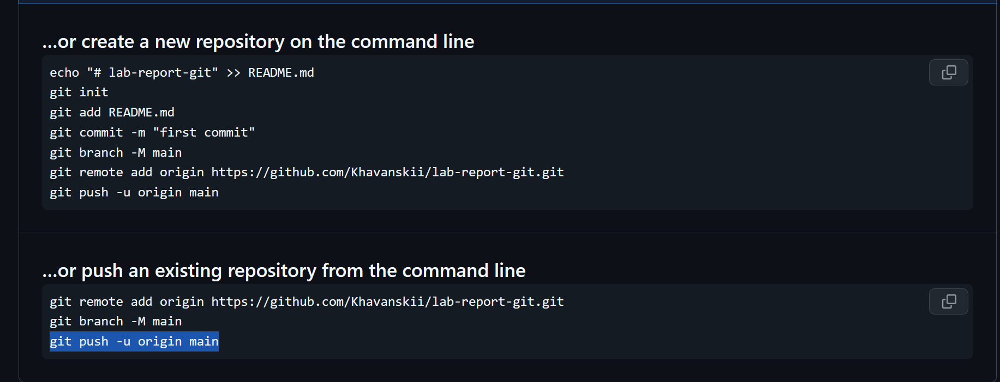 ...or create a new repository on the command line
echo "# lab-report-git" >> README.md
git init
git add README.md
git commit -m "first commit"
git branch -M main
git remote add origin https://github.com/Khavanskii/lab-report-git.git
git push -u origin main
...or push an existing repository from the command line
git remote add origin https://github.com/Khavanskii/lab-report-git.git
git branch -M main
git push -u origin main